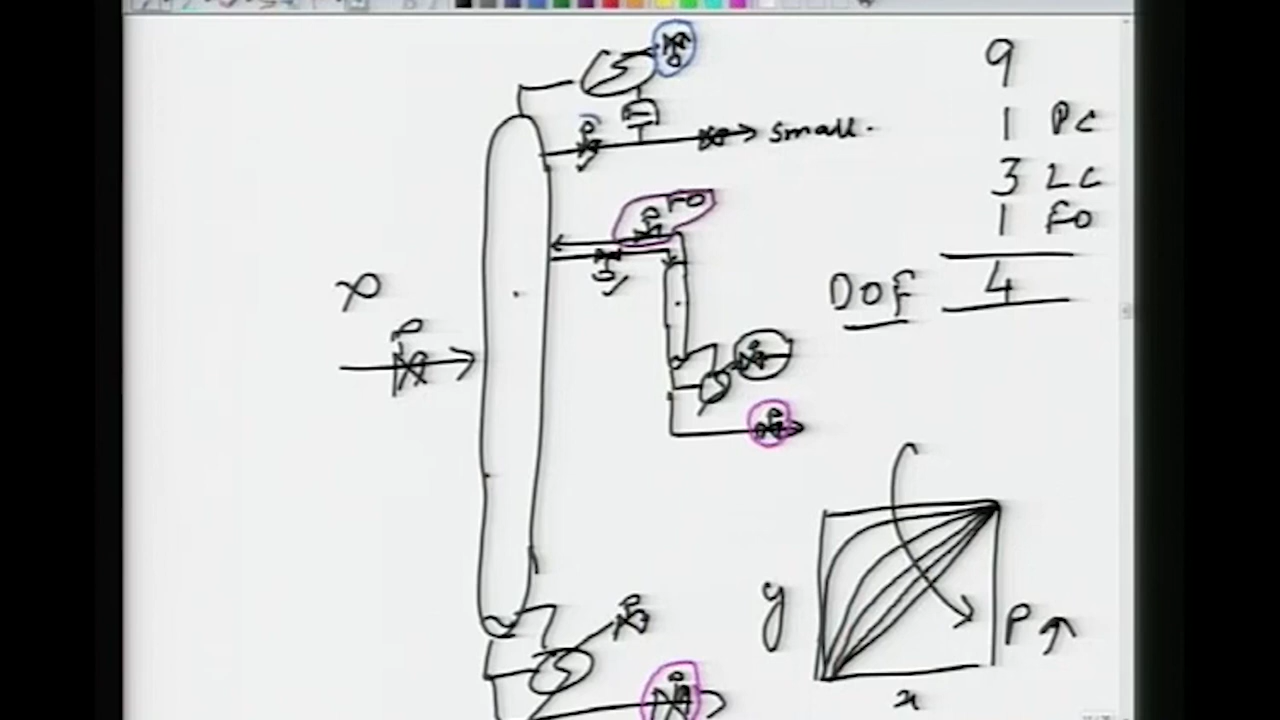 9
1 PC
small.
3 LC
FO
1 FO
DOF 4
y
P ↑
x